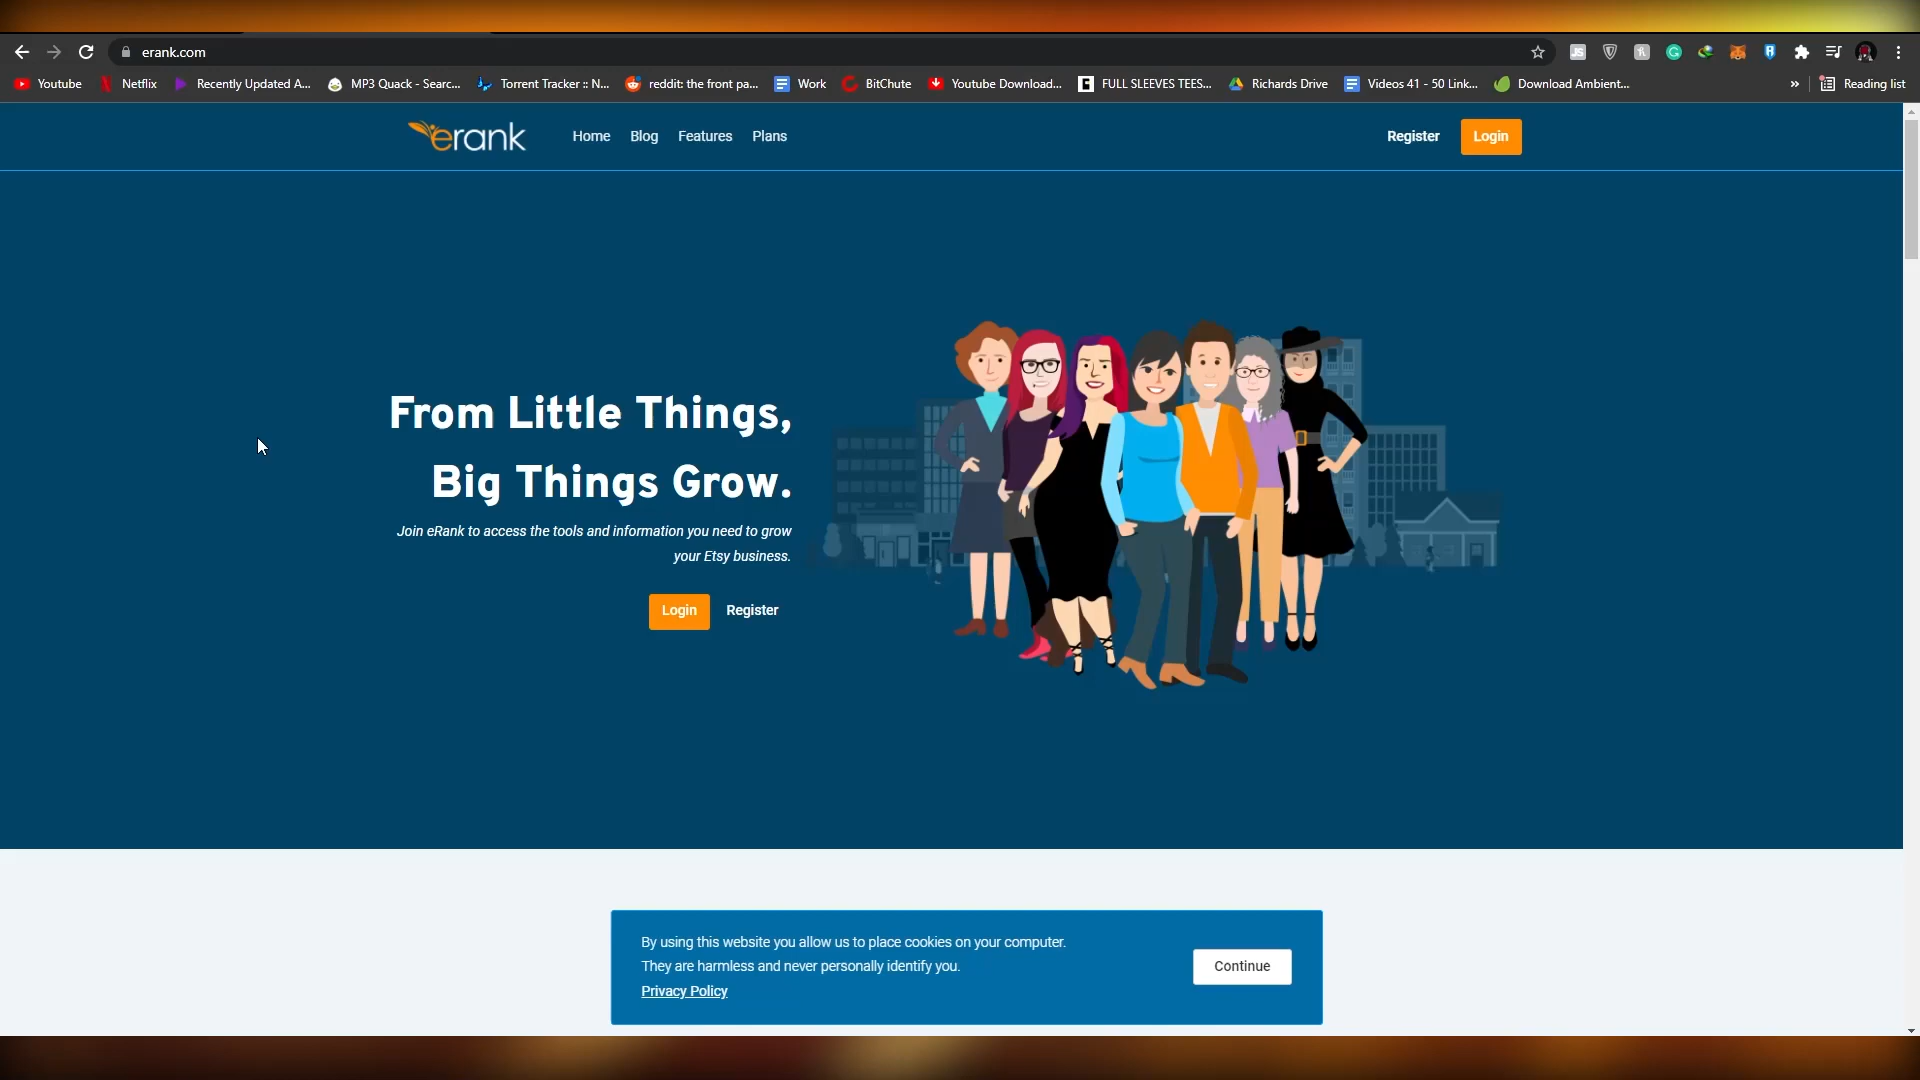 erank.com
Youtube
Netflix
Recently Updated A...
MP3 Quack - Searc...
Torrent Tracker :: N...
reddit: the front pa...
Work
BitChute
Youtube Download...
FULL SLEEVES TEES...
Richards Drive
Videos 41 - 50 Link...
Download Ambient...
»
Reading list
erank
Home
Blog
Features
Plans
Register
Login
From Little Things,
Big Things Grow.
Join eRank to access the tools and information you need to grow
your Etsy business.
Login
Register
By using this website you allow us to place cookies on your computer.
They are harmless and never personally identify you.
Privacy Policy
Continue